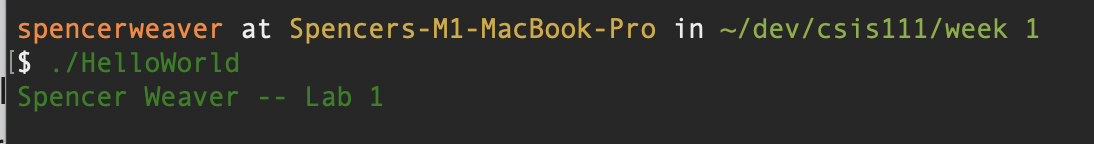 spencerweaver at Spencers-M1-MacBook-Pro in ~/dev/csis111/week 1
[$ ./HelloWorld
Spencer Weaver -- Lab 1